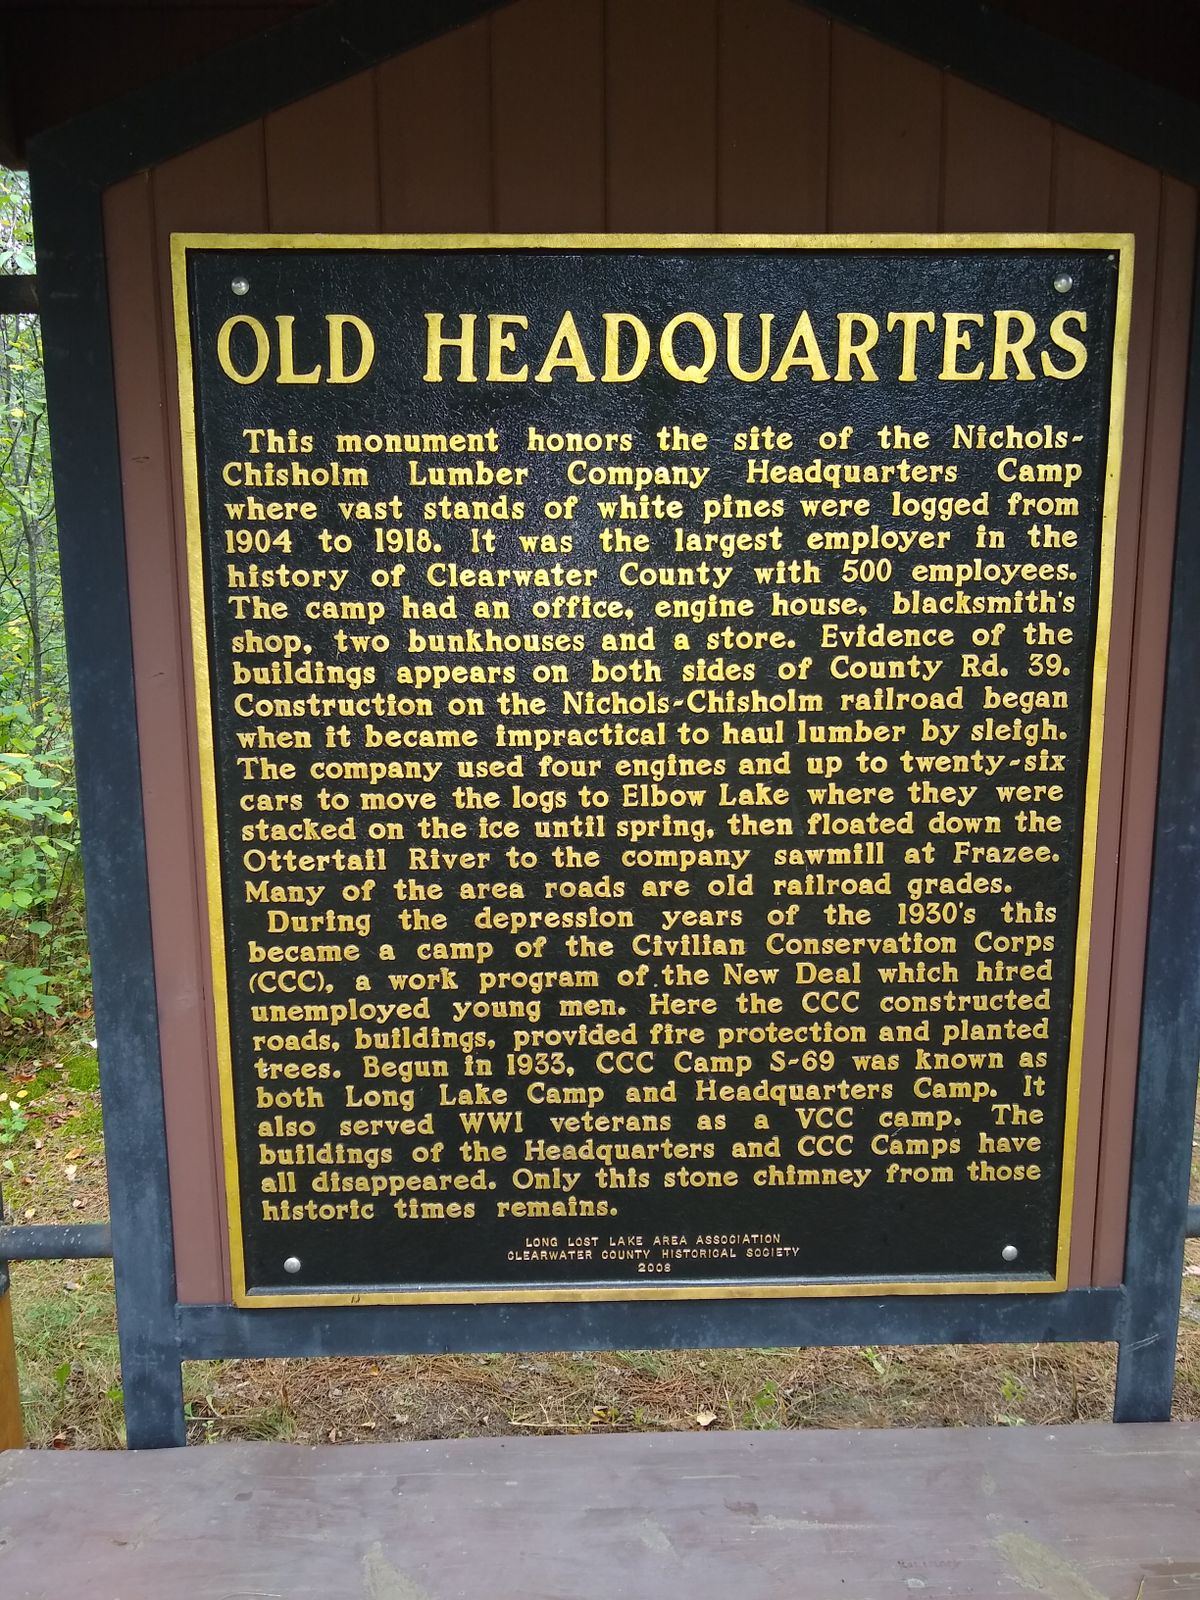 OLD HEADQUARTERS
This monument honors the site of the Nichols-
Chisholm Lumber Company Headquarters Camp
where vast stands of white pines were logged from
1904 to 1918. It was the largest employer in the
history of Clearwater County with 500 employees.
The camp had an office, engine house, blacksmith's
shop, two bunkhouses and a store. Evidence of the
buildings appears on both sides of County Rd. 39.
Construction on the Nichols-Chisholm railroad began
when it became impractical to haul lumber by sleigh.
The company used four engines and up to twenty-six
cars to move the logs to Elbow Lake where they were
stacked on the ice until spring, then floated down the
Ottertail River to the company sawmill at Frazee.
Many of the area roads are old railroad grades.
During the depression years of the 1930's this
became a camp of the Civilian Conservation Corps
(CCC), a work program of the New Deal which hired
unemployed young men. Here the CCC constructed
roads, buildings, provided fire protection and planted
trees. Begun in 1933, CCC Camp S-69 was known as
both Long Lake Camp and Headquarters Camp. It
also served WWI veterans as a VCC camp. The
buildings of the Headquarters and CCC Camps have
all disappeared. Only this stone chimney from those
historic times remains.
LONG LOST LAKE AREA ASSOCIATION
CLEARWATER COUNTY HISTORICAL SOCIETY
2008